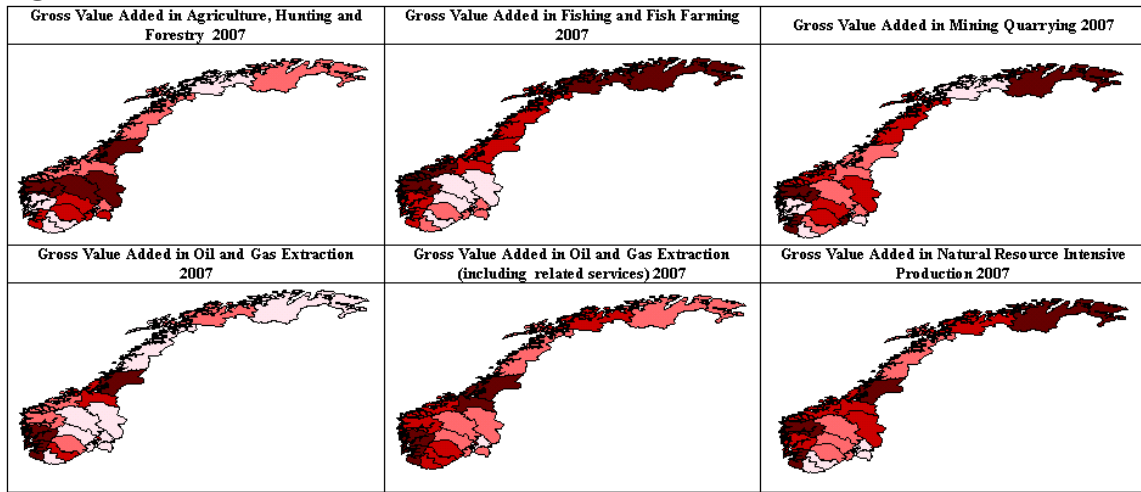 Gross Value Added in Agriculture, Hunting and
Forestry 2007
Gross Value Added in Fishing and Fish Farming
2007
Gross Value Added in Mining Quarrying 2007
Gross Value Added in Oil and Gas Extraction
2007
Gross Value Added in Oil and Gas Extraction
(including related services) 2007
Gross Value Added in Natural Resource Intensive
Production 2007